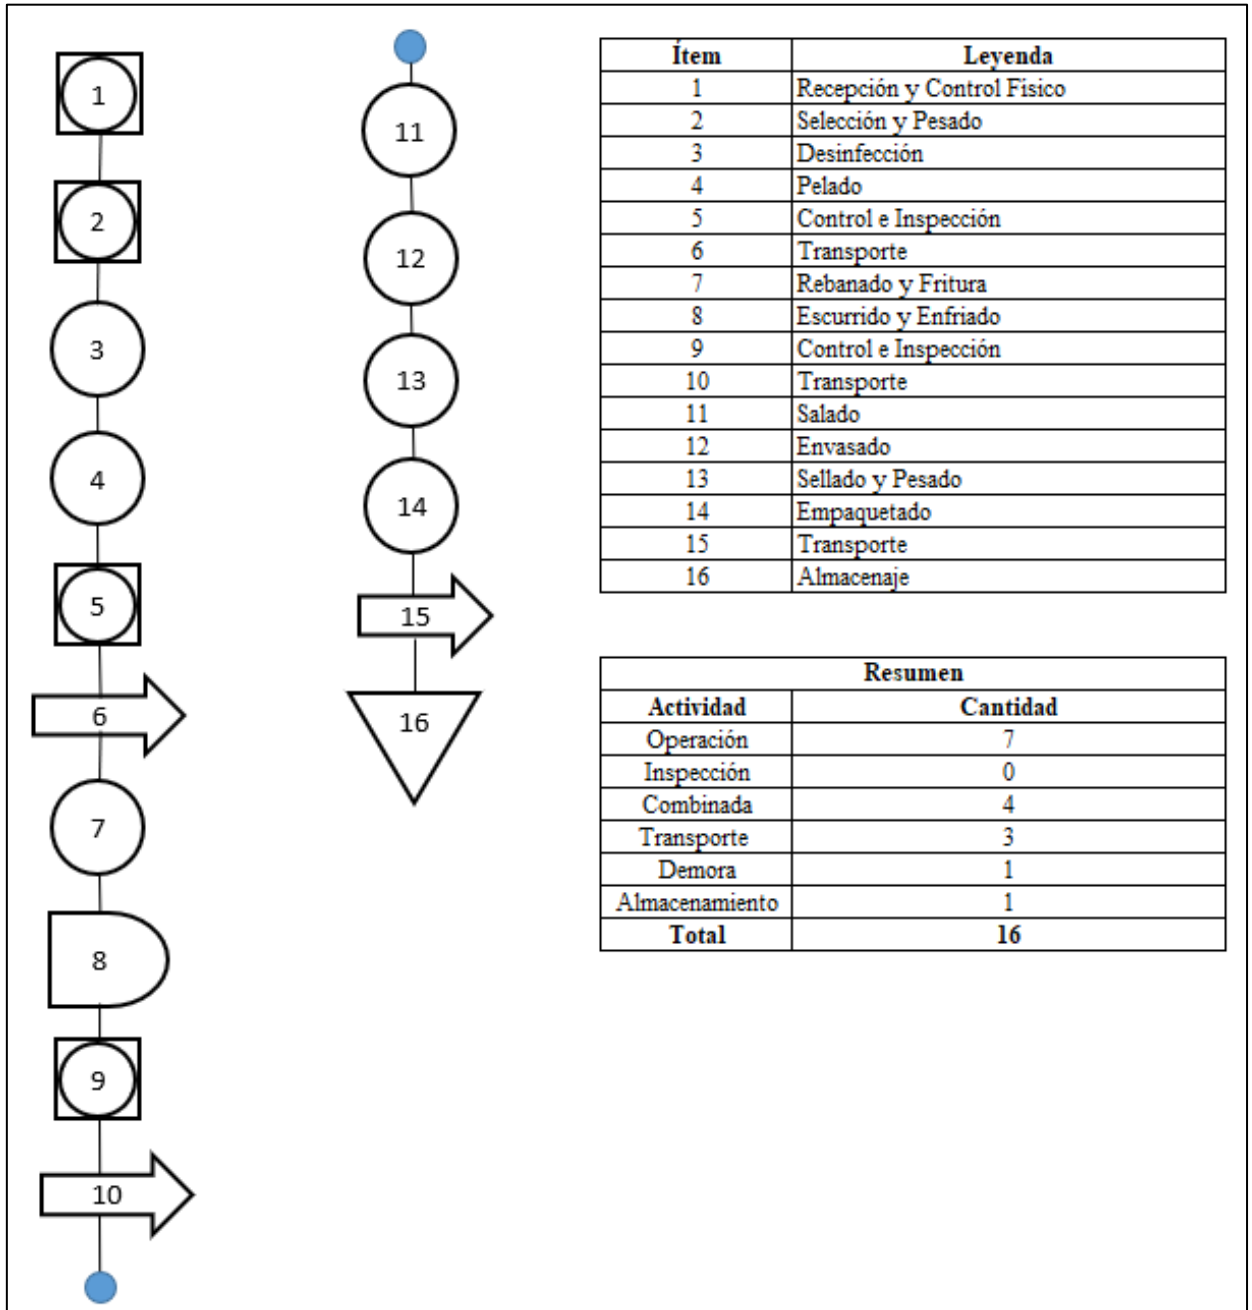 1
2
3
4
5
6
7
8
9
10
11
12
13
14
15
16
Ítem Leyenda
1 Recepción y Control Físico
2 Selección y Pesado
3 Desinfección
4 Pelado
5 Control e Inspección
6 Transporte
7 Rebanado y Fritura
8 Escurrido y Enfriado
9 Control e Inspección
10 Transporte
11 Salado
12 Envasado
13 Sellado y Pesado
14 Empaquetado
15 Transporte
16 Almacenaje
Resumen
Actividad Cantidad
Operación 7
Inspección 0
Combinada 4
Transporte 3
Demora 1
Almacenamiento 1
Total 16